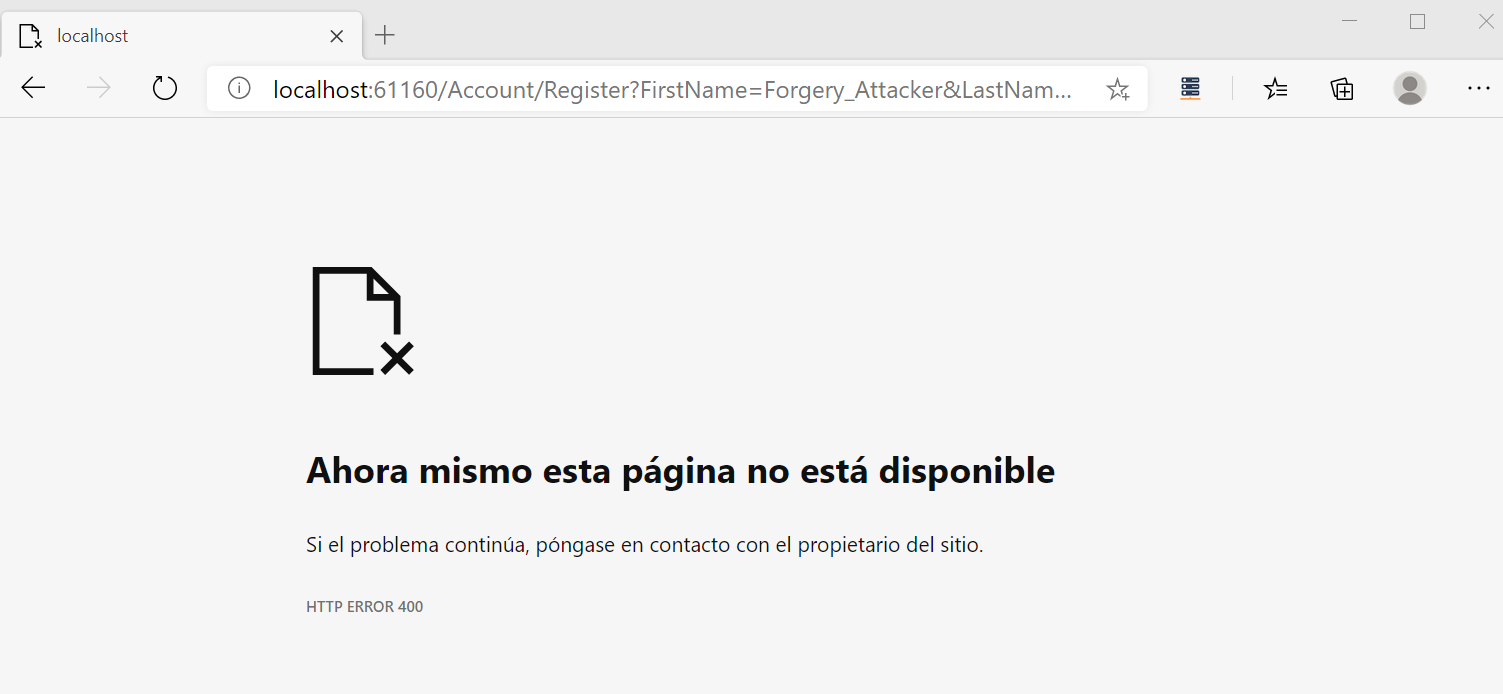 localhost
localhost:61160/Account/Register?FirstName=Forgery_Attacker&LastNam...
Ahora mismo esta página no está disponible
Si el problema continúa, póngase en contacto con el propietario del sitio.
HTTP ERROR 400